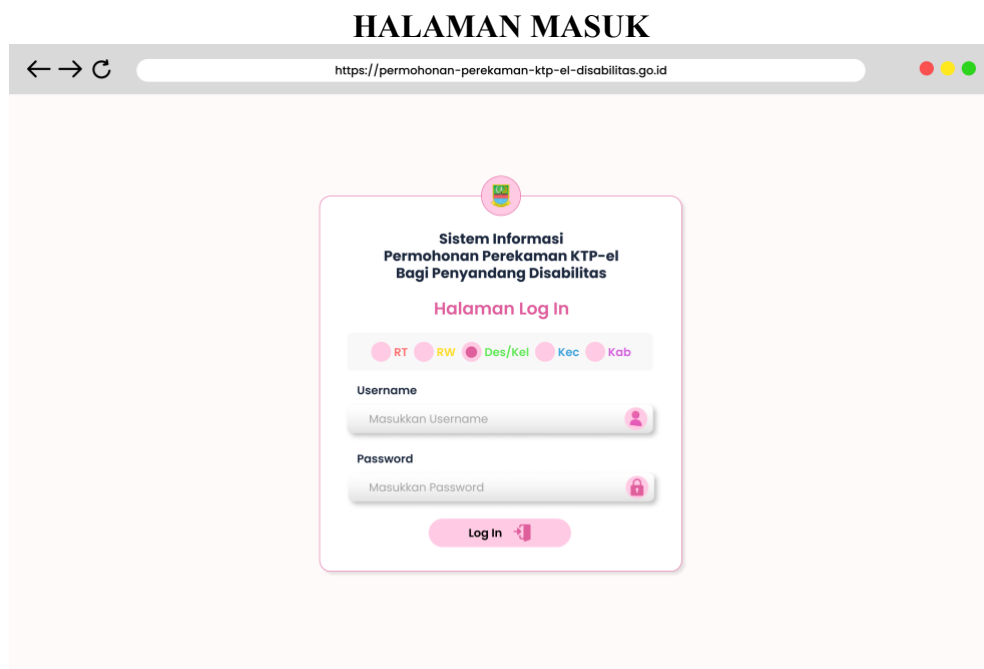 HALAMAN MASUK
https://permohonan-perekaman-ktp-el-disabilitas.go.id
Sistem Informasi
Permohonan Perekaman KTP-el
Bagi Penyandang Disabilitas
Halaman Log In
RT RW Des/Kel Kec Kab
Username
Masukkan Username
Password
Masukkan Password
Log In